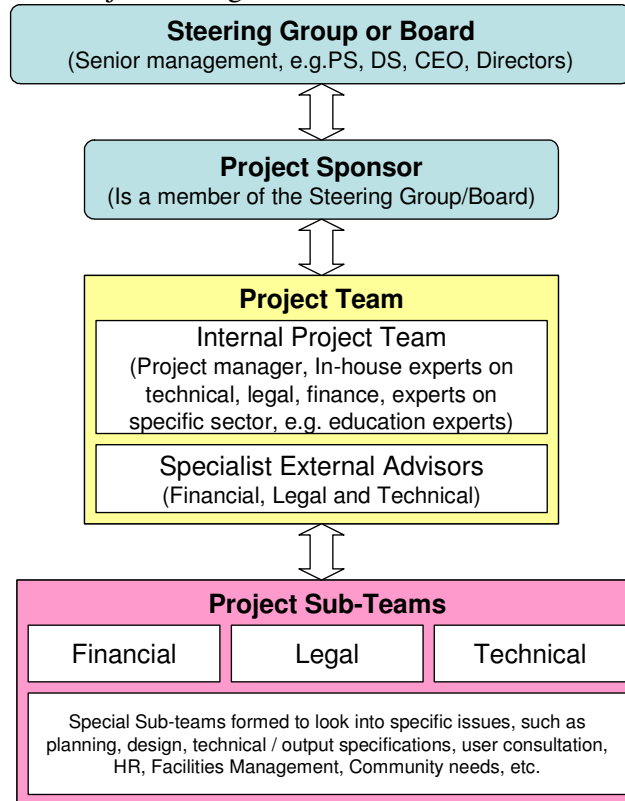 Steering Group or Board
(Senior management, e.g.PS, DS, CEO, Directors)
Project Sponsor
(Is a member of the Steering Group/Board)
Project Team
Internal Project Team
(Project manager, In-house experts on
technical, legal, finance, experts on
specific sector, e.g. education experts)
Specialist External Advisors
(Financial, Legal and Technical)
Project Sub-Teams
Financial
Legal
Technical
Special Sub-teams formed to look into specific issues, such as
planning, design, technical / output specifications, user consultation,
HR, Facilities Management, Community needs, etc.